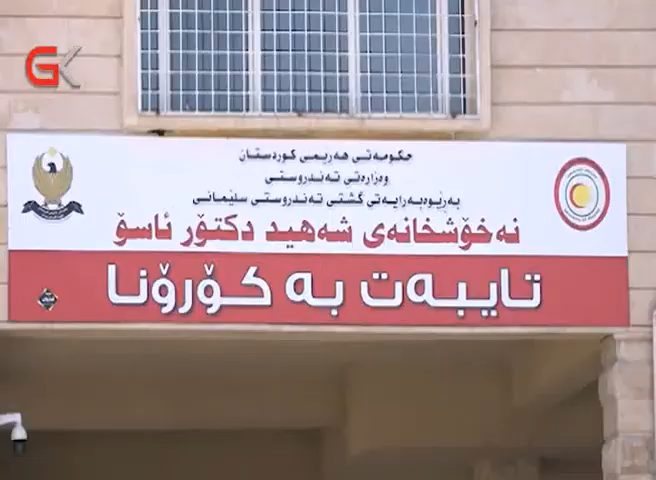 GK
حکومەتی هەرێمی کوردستان
وەزارەتی تەندروستی
بەڕێوەبەرایەتی گشتی تەندروستی سلێمانی
نەخۆشخانەی شەهید دکتۆر ئاسۆ
تایبەت بە کۆرۆنا